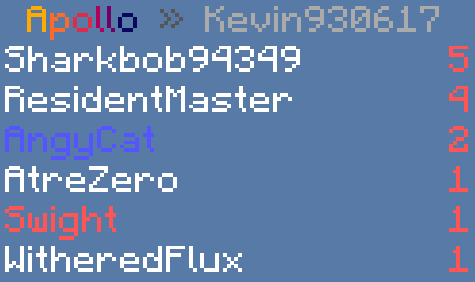 Apollo » Kevin930617
Sharkbob94349 5
ResidentMaster 4
AngyCat 2
AtreZero 1
Swight 1
WitheredFlux 1